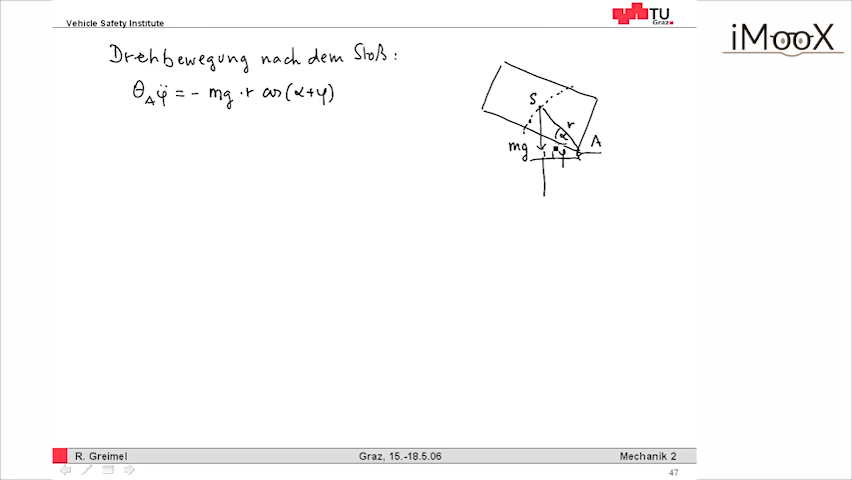 Vehicle Safety Institute
TU
Graz
iMooX
Drehbewegung nach dem Stoß:
Θ_A φ̈ = - mg · r cos(α+φ)
S
r
α
A
mg
φ
R. Greimel
Graz, 15.-18.5.06
Mechanik 2
47